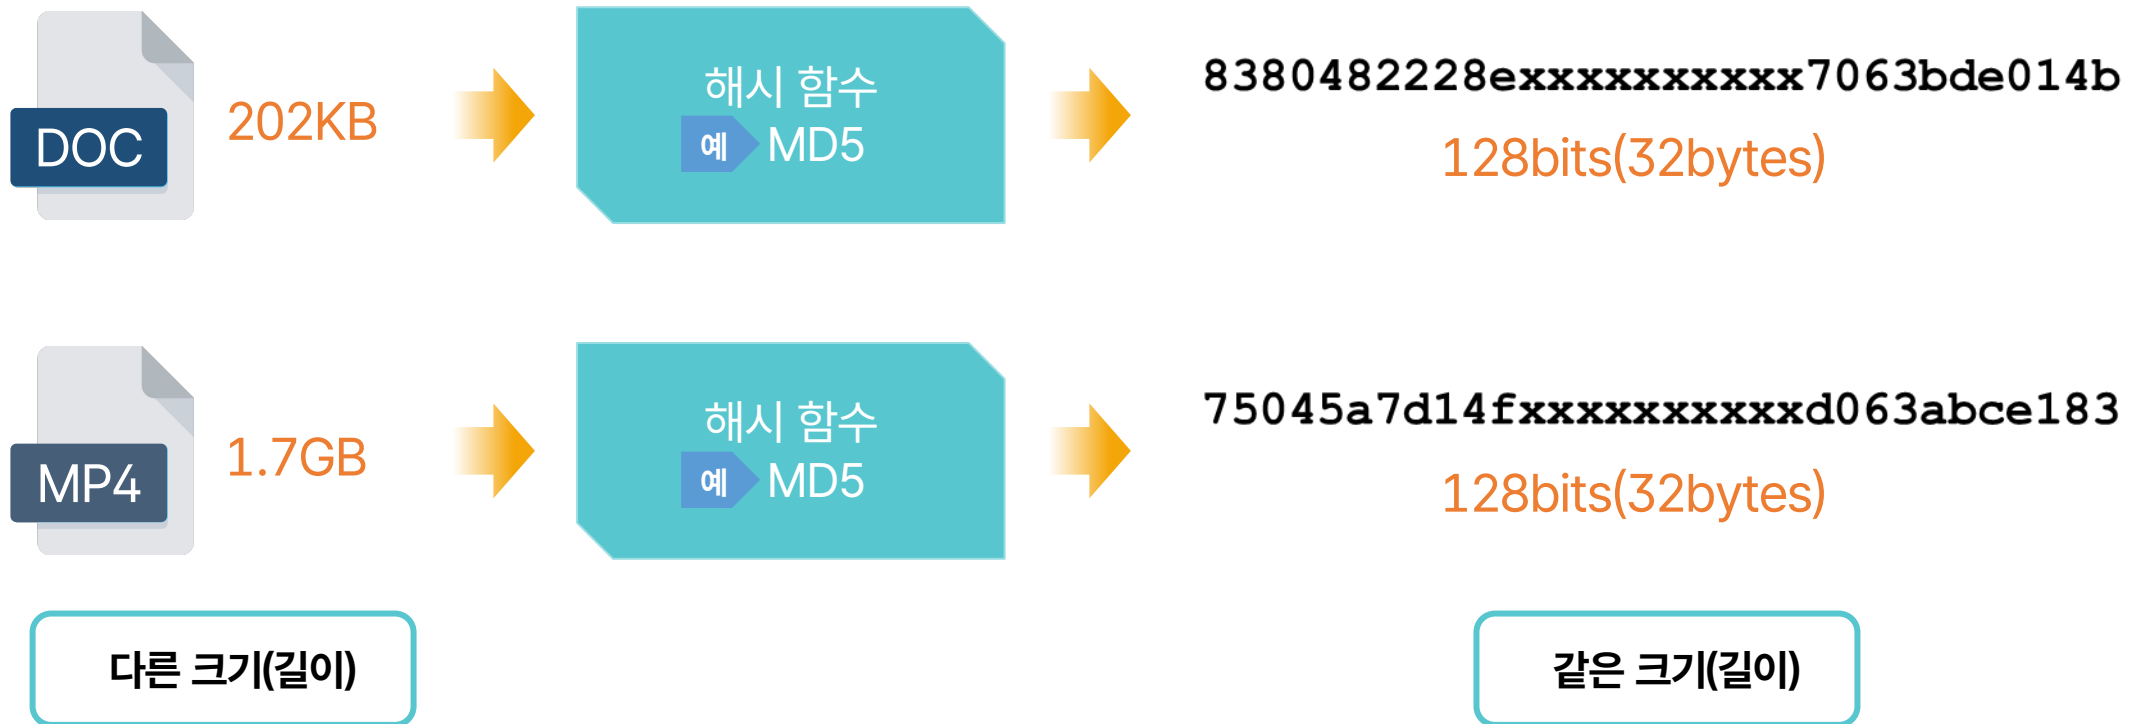 DOC
202KB
해시 함수
예 MD5
8380482228exxxxxxxxxx7063bde014b
128bits(32bytes)
MP4
1.7GB
해시 함수
예 MD5
75045a7d14fxxxxxxxxxxd063abce183
128bits(32bytes)
다른 크기(길이)
같은 크기(길이)